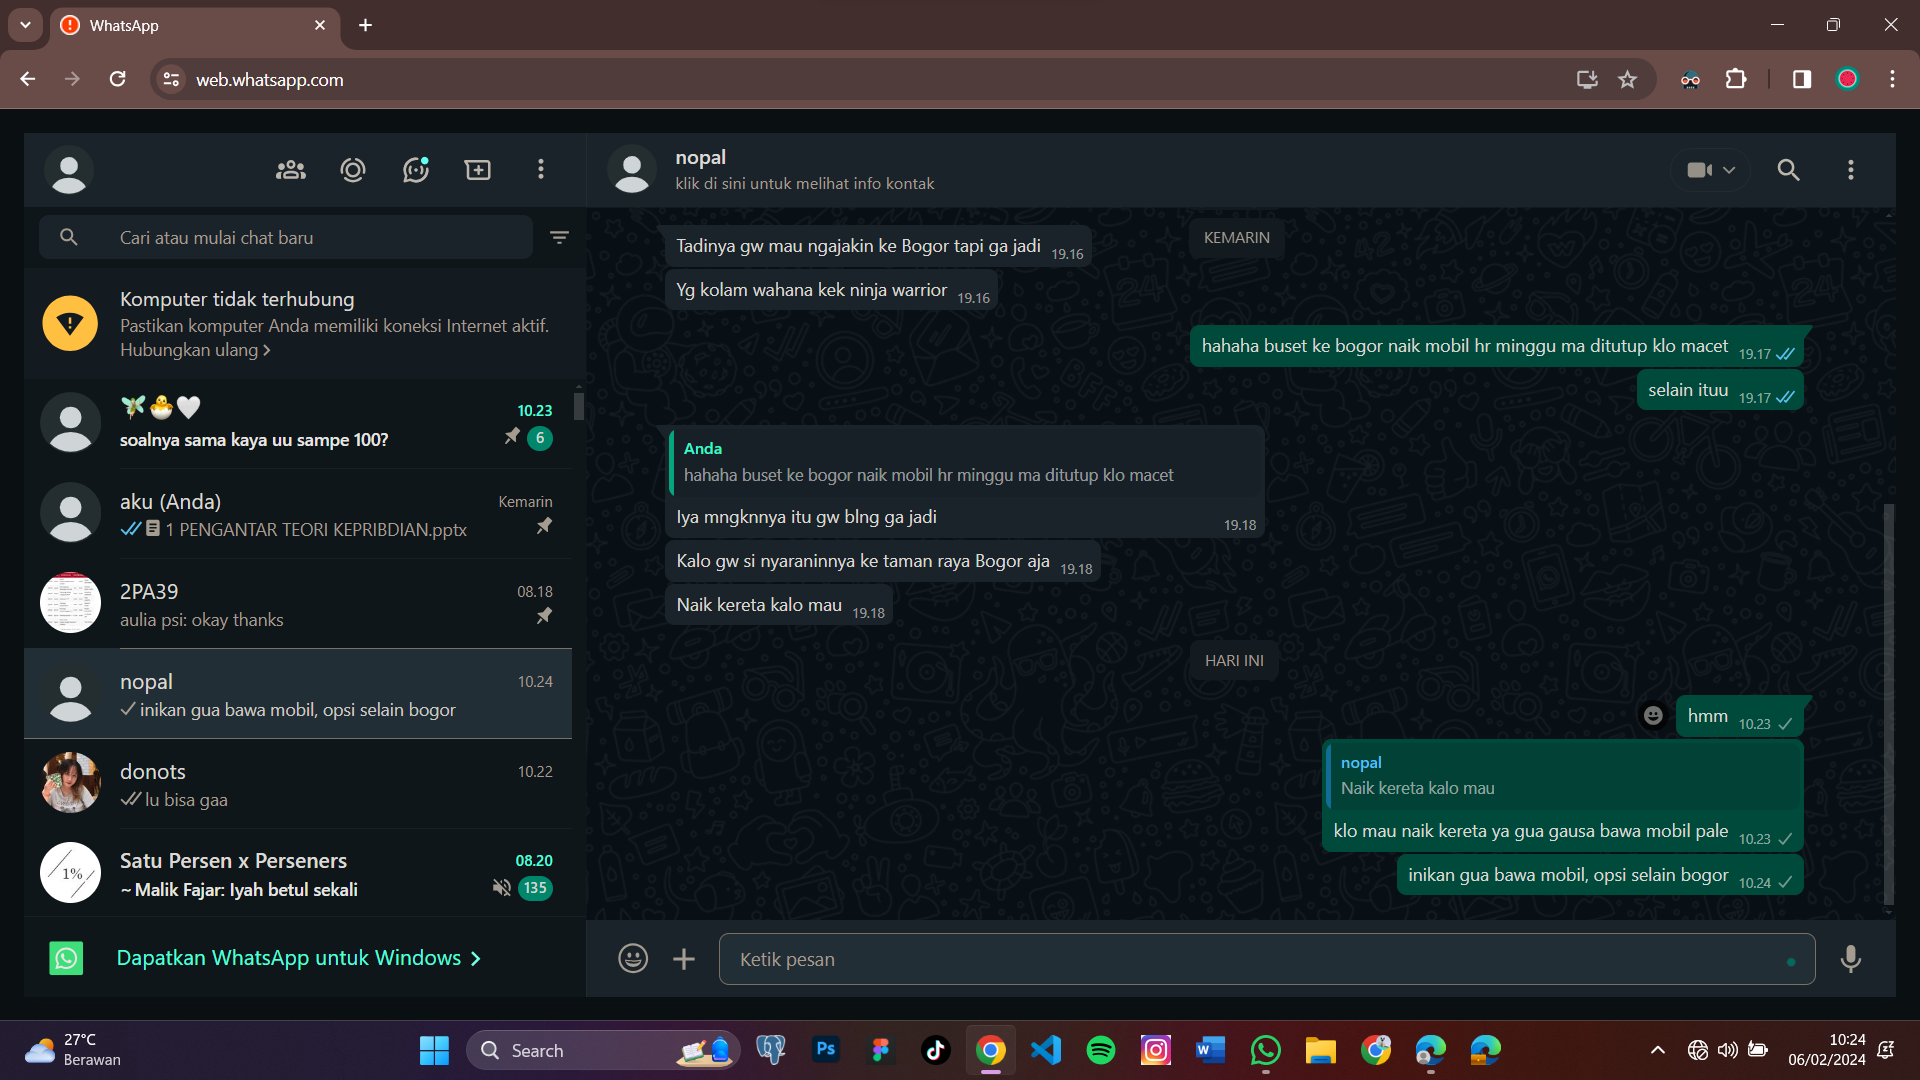 WhatsApp
web.whatsapp.com
Cari atau mulai chat baru
Komputer tidak terhubung
Pastikan komputer Anda memiliki koneksi Internet aktif.
Hubungkan ulang
10.23
soalnya sama kaya uu sampe 100?
6
aku (Anda)
Kemarin
1 PENGANTAR TEORI KEPRIBDIAN.pptx
2PA39
08.18
aulia psi: okay thanks
nopal
10.24
inikan gua bawa mobil, opsi selain bogor
donots
10.22
lu bisa gaa
1%
Satu Persen x Perseners
08.20
~ Malik Fajar: Iyah betul sekali
135
Dapatkan WhatsApp untuk Windows
nopal
klik di sini untuk melihat info kontak
KEMARIN
Tadinya gw mau ngajakin ke Bogor tapi ga jadi 19.16
Yg kolam wahana kek ninja warrior 19.16
hahaha buset ke bogor naik mobil hr minggu ma ditutup klo macet 19.17
selain ituu 19.17
Anda
hahaha buset ke bogor naik mobil hr minggu ma ditutup klo macet
Iya mngknnya itu gw blng ga jadi 19.18
Kalo gw si nyaraninnya ke taman raya Bogor aja 19.18
Naik kereta kalo mau 19.18
HARI INI
hmm 10.23
nopal
Naik kereta kalo mau
klo mau naik kereta ya gua gausa bawa mobil pale 10.23
inikan gua bawa mobil, opsi selain bogor 10.24
Ketik pesan
27°C
Berawan
Search
Ps
W
10:24
06/02/2024